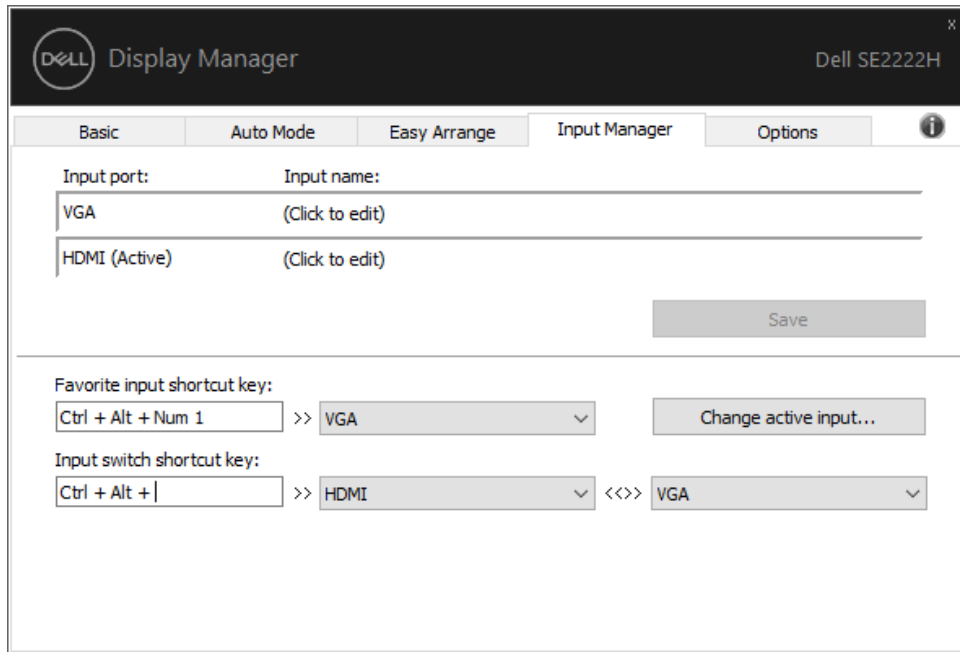 x
DELL Display Manager Dell SE2222H
Basic Auto Mode Easy Arrange Input Manager Options i
Input port: Input name:
VGA (Click to edit)
HDMI (Active) (Click to edit)
Save
Favorite input shortcut key:
Ctrl + Alt + Num 1 >> VGA Change active input...
Input switch shortcut key:
Ctrl + Alt + >> HDMI <<>> VGA